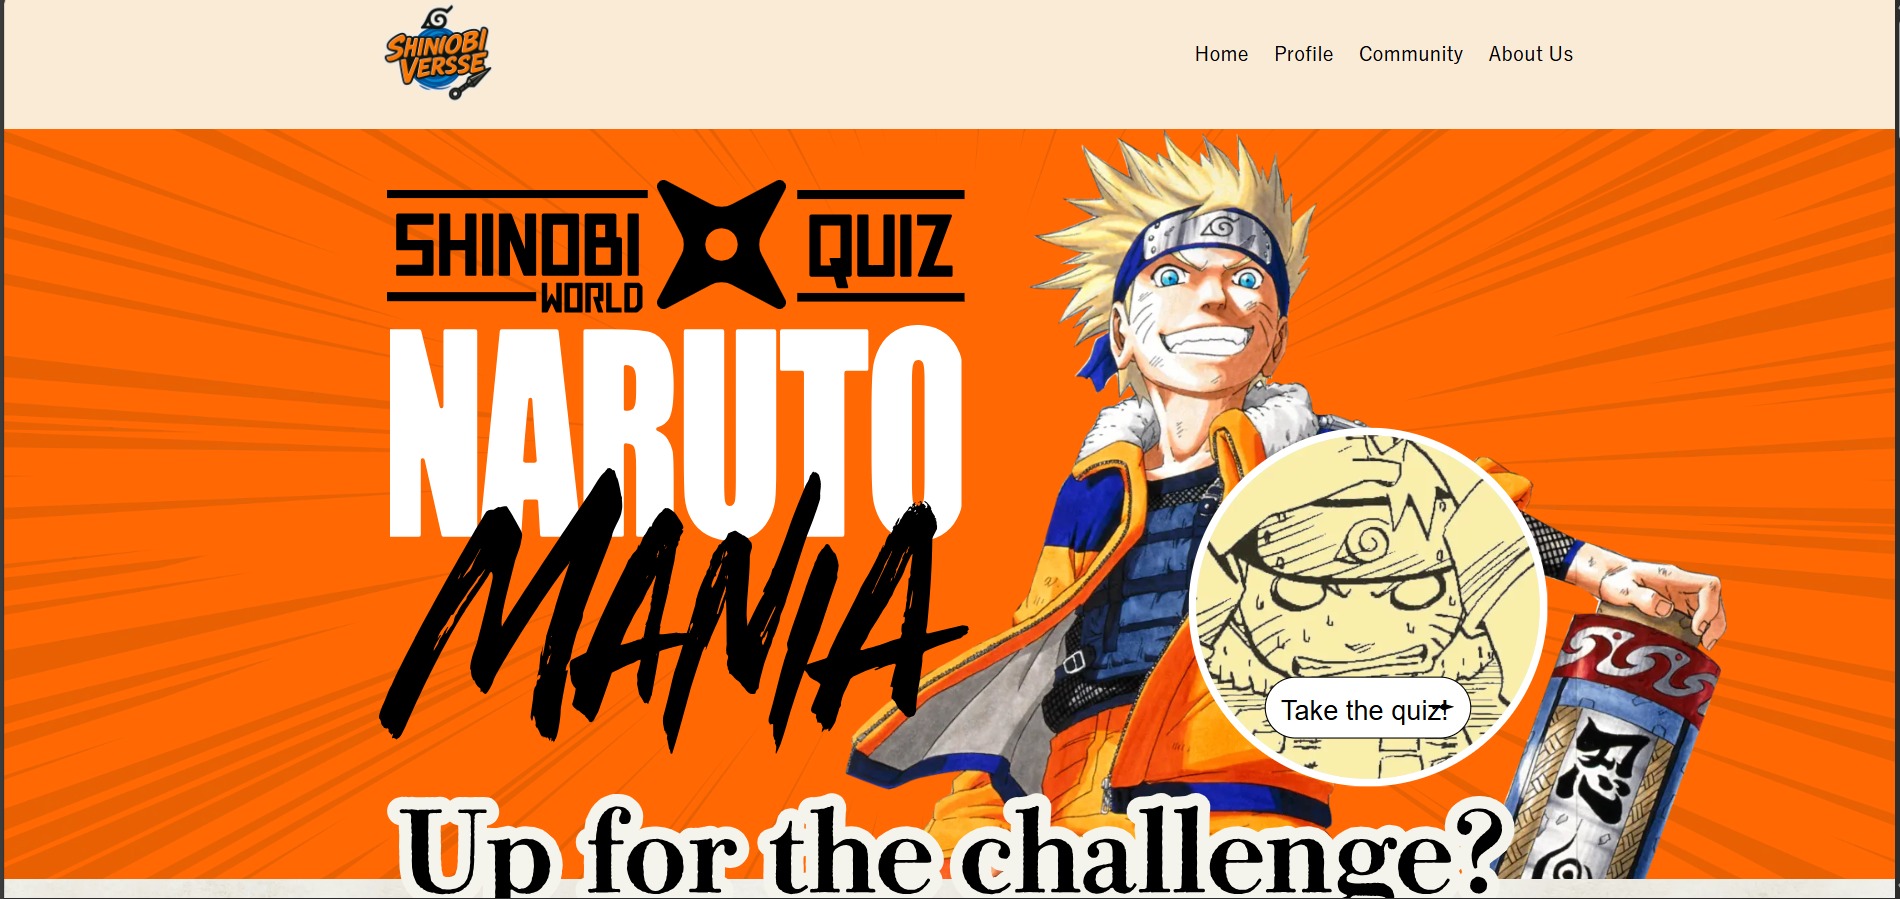 SHINIOBI
VERSSE
Home Profile Community About Us
SHINOBI QUIZ
WORLD
NARUTO
MANIA
Take the quiz!
忍
Up for the challenge?